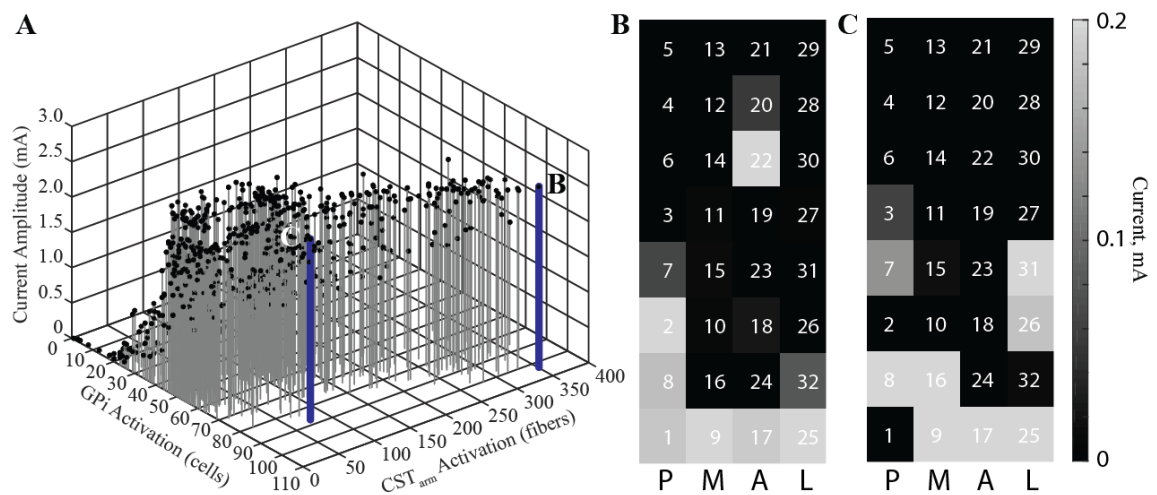 A
Current Amplitude (mA)
3.0
2.5
2.0
1.5
1.0
0.5
0
0
10
20
30
40
50
60
70
80
90
100
110
GPi Activation (cells)
0
50
100
150
200
250
300
350
400
CST arm Activation (fibers)
C
B
B
5 13 21 29
4 12 20 28
6 14 22 30
3 11 19 27
7 15 23 31
2 10 18 26
8 16 24 32
1 9 17 25
P M A L
C
5 13 21 29
4 12 20 28
6 14 22 30
3 11 19 27
7 15 23 31
2 10 18 26
8 16 24 32
1 9 17 25
P M A L
0.2
0.1
0
Current, mA